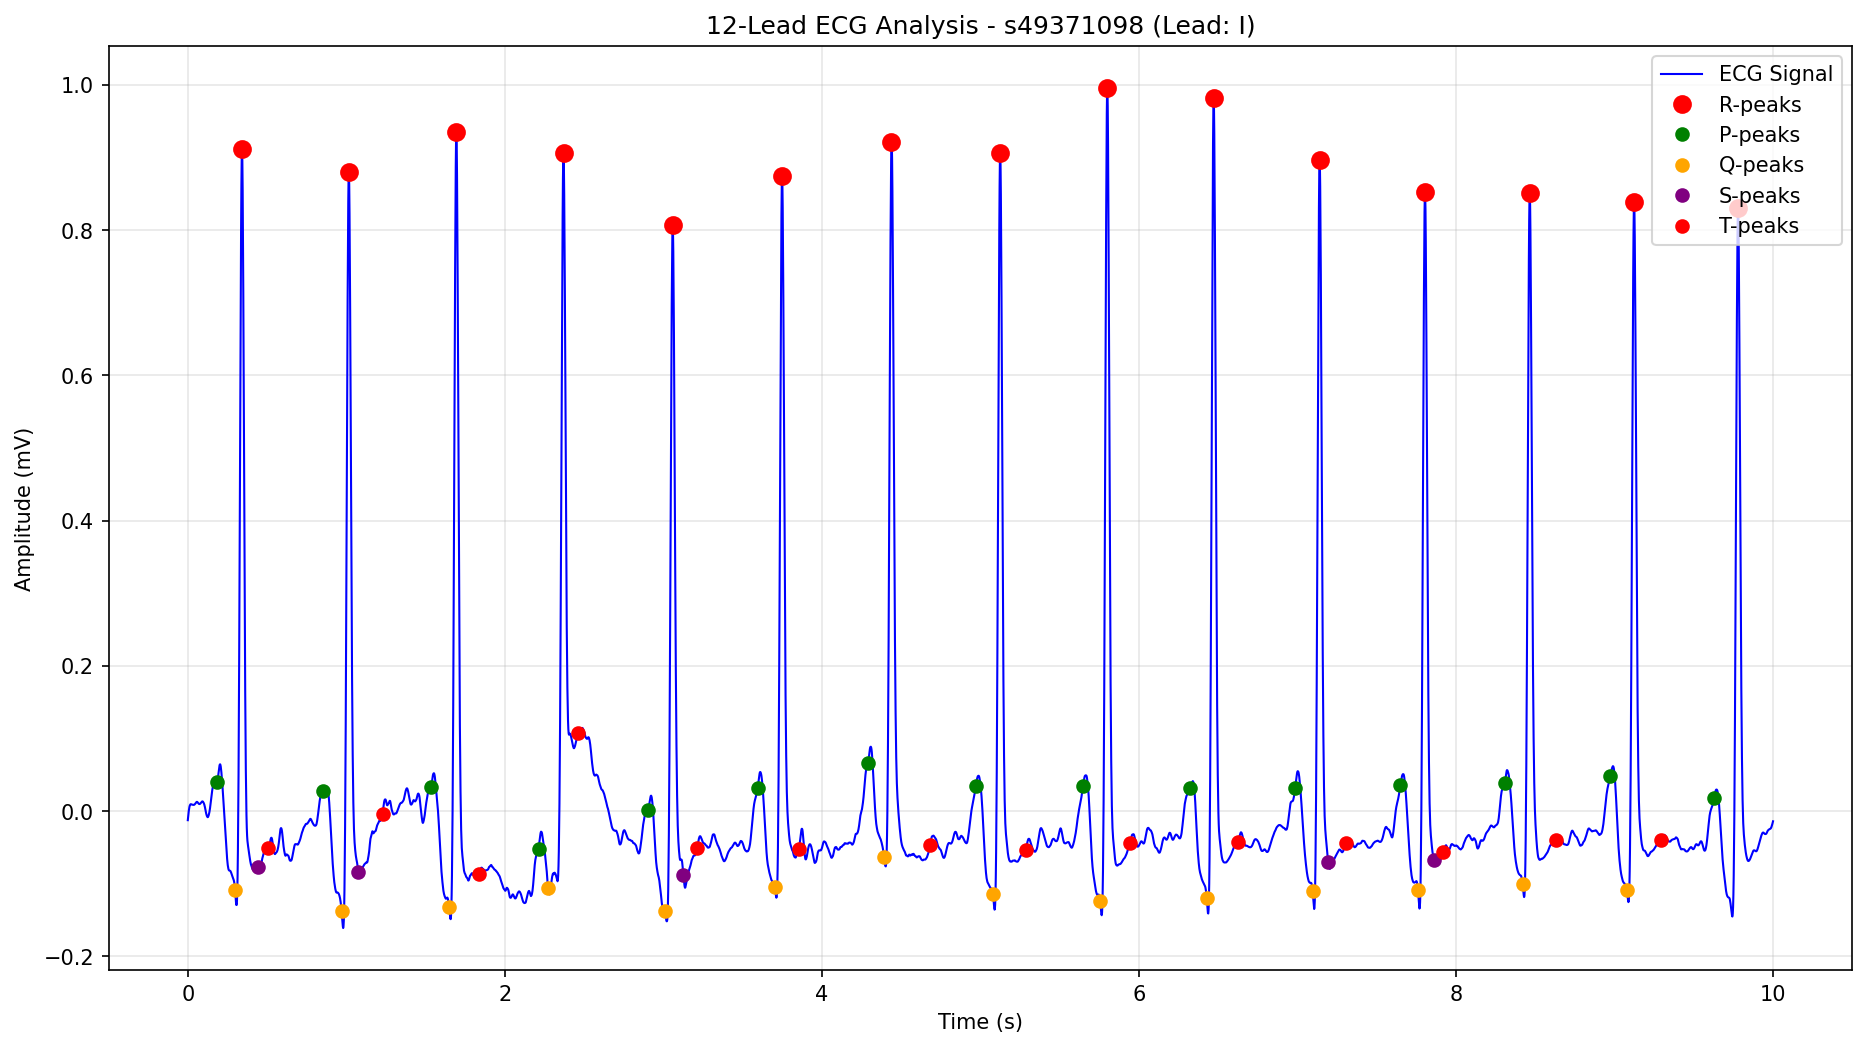 12-Lead ECG Analysis - s49371098 (Lead: I)
ECG Signal
R-peaks
P-peaks
Q-peaks
S-peaks
T-peaks
Amplitude (mV)
1.0
0.8
0.6
0.4
0.2
0.0
−0.2
0 2 4 6 8 10
Time (s)